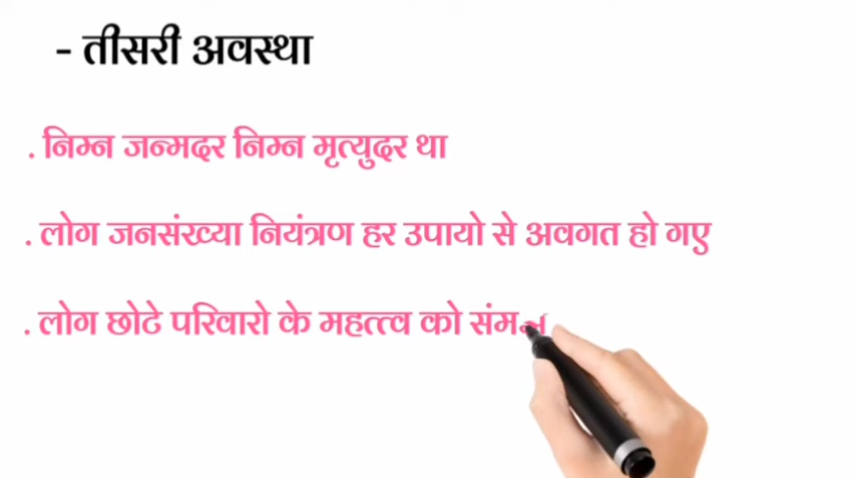 - तीसरी अवस्था
. निम्न जन्मदर निम्न मृत्युदर था
. लोग जनसंख्या नियंत्रण हर उपायो से अवगत हो गए
. लोग छोटे परिवारो के महत्त्व को